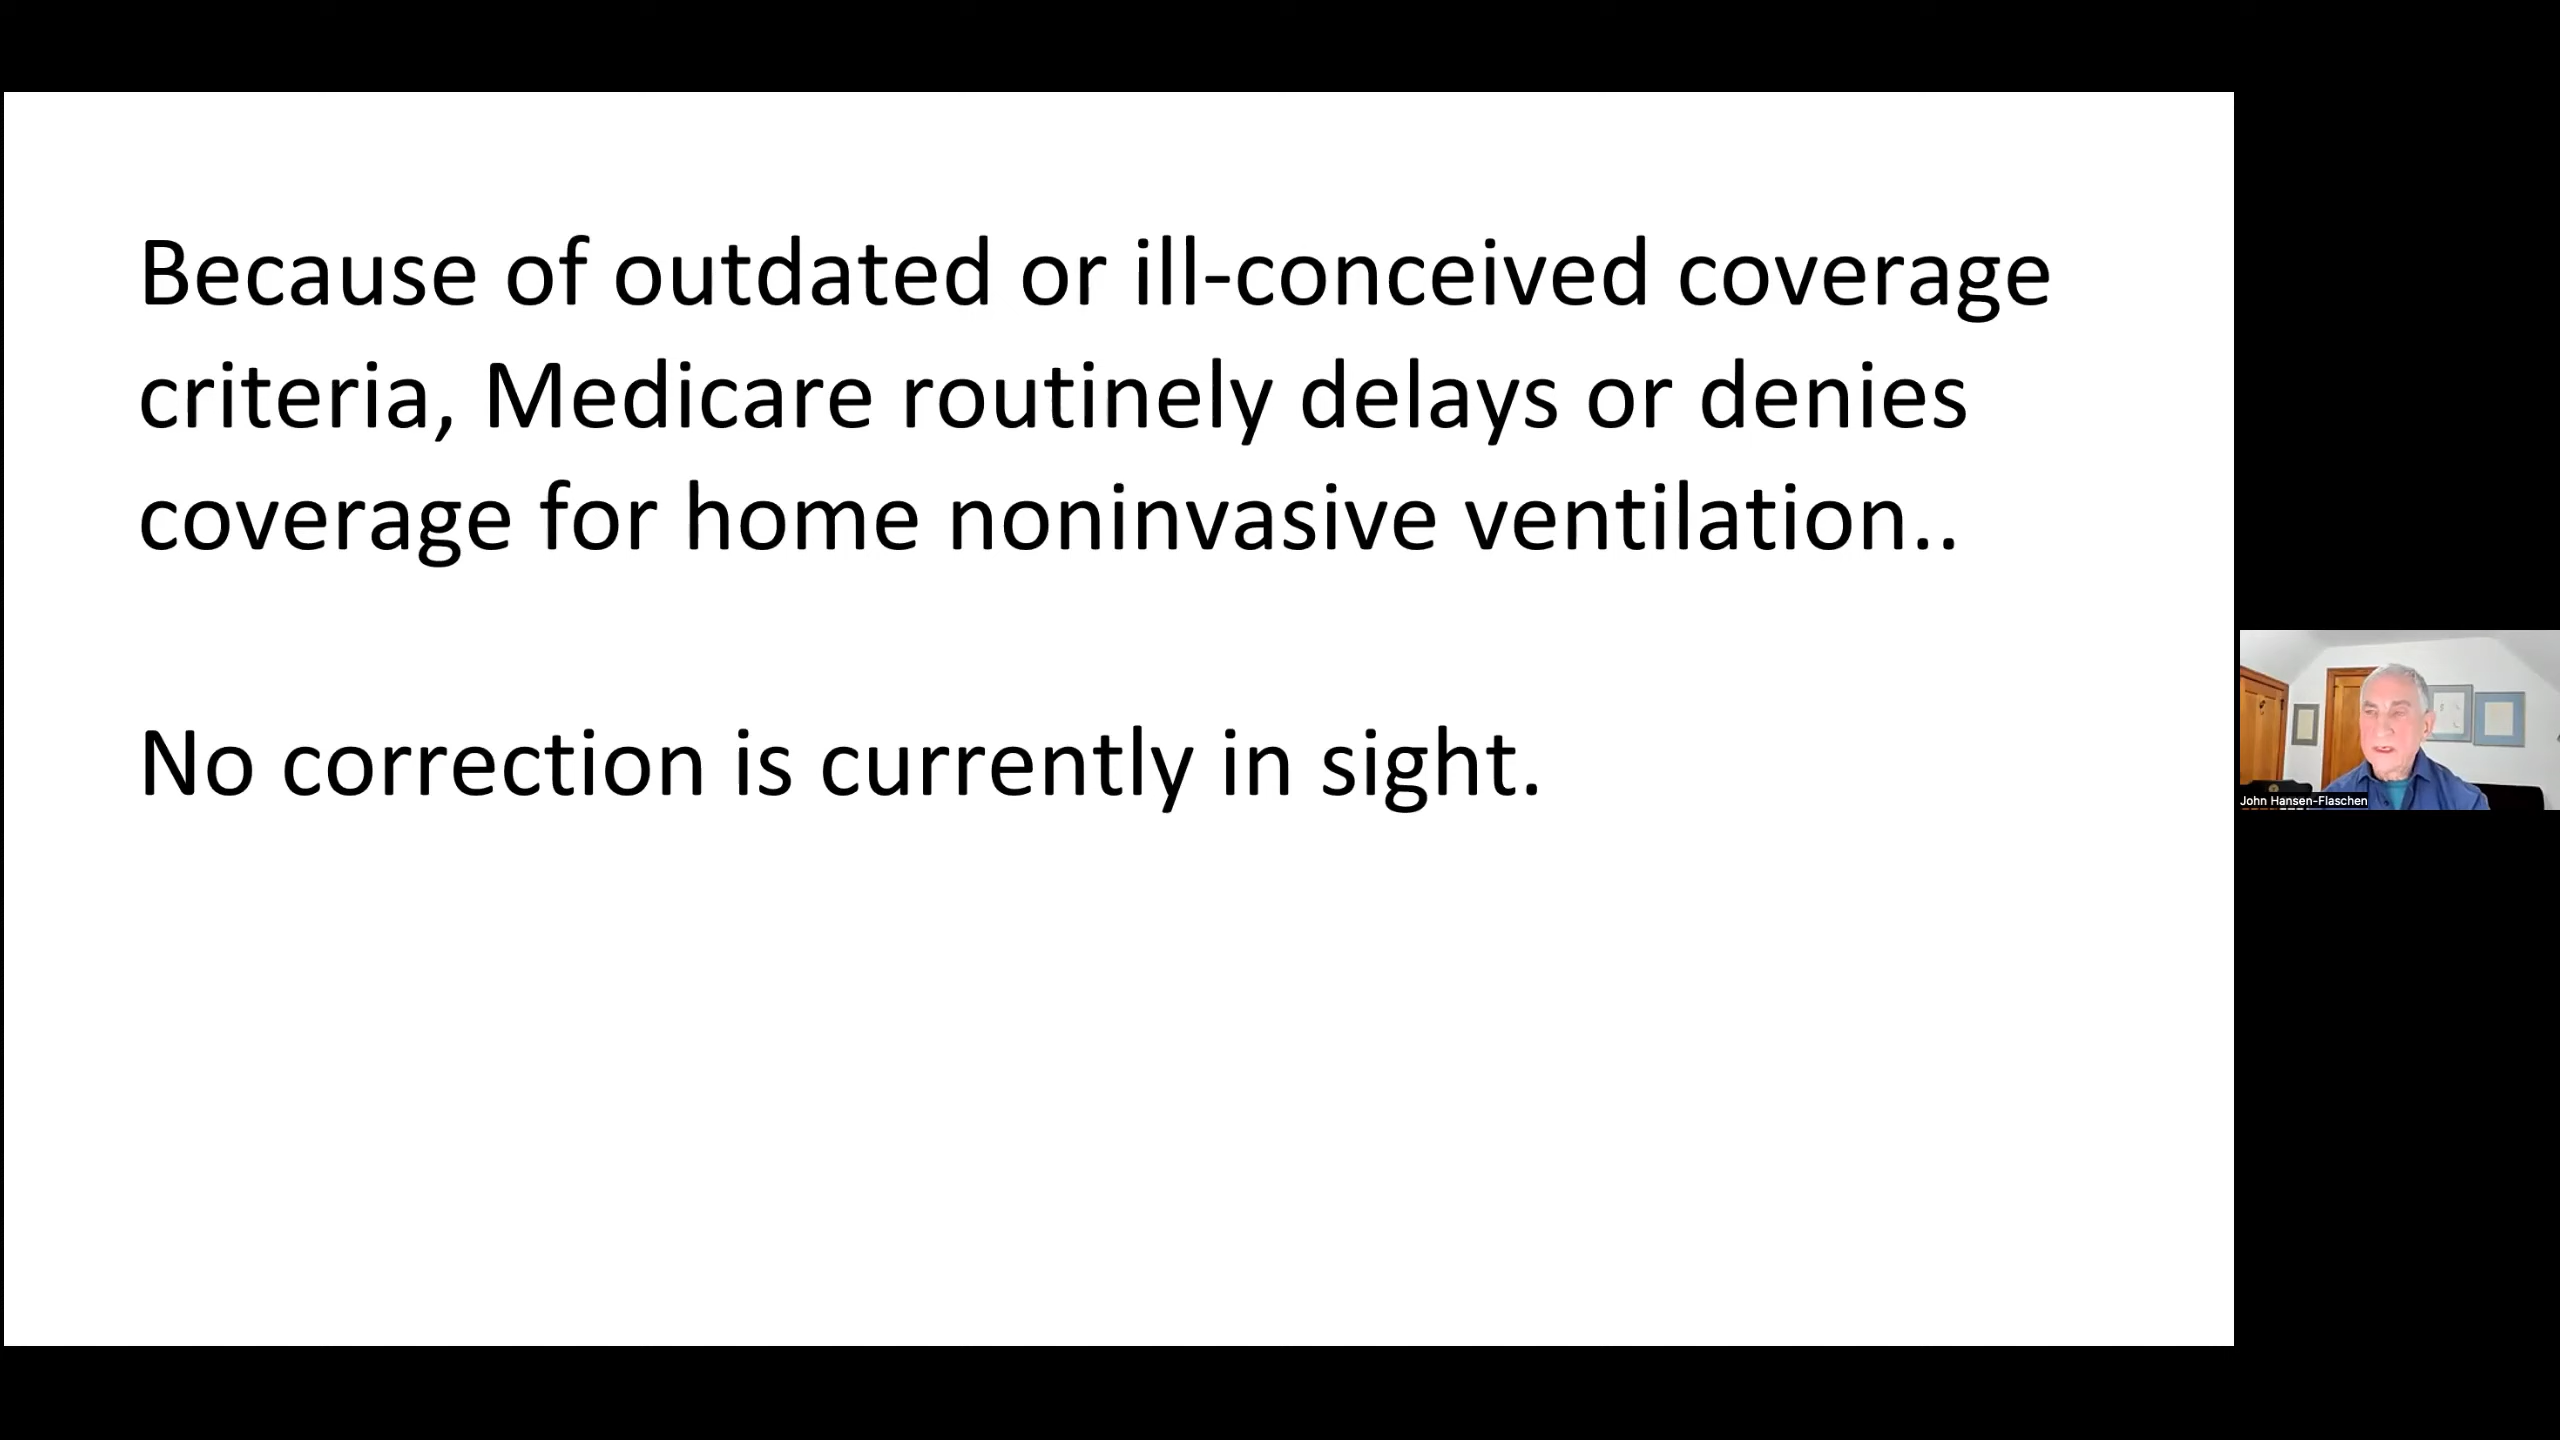 Because of outdated or ill-conceived coverage
criteria, Medicare routinely delays or denies
coverage for home noninvasive ventilation..
No correction is currently in sight.
John Hansen-Flaschen